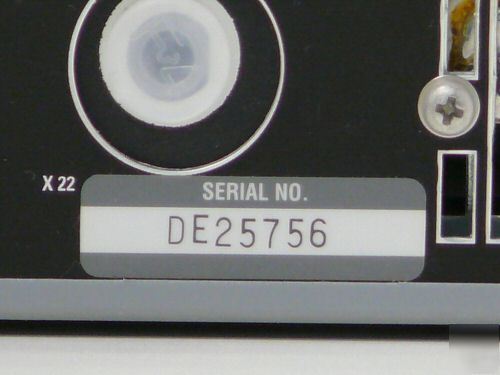 X 22
SERIAL NO.
DE25756